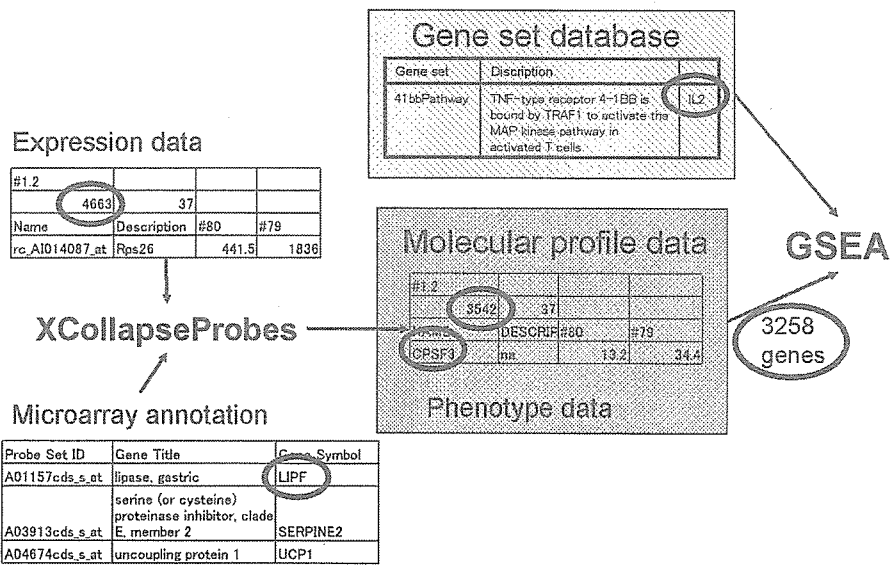 Gene set database
Gene set Discription
41bbPathway TNF-type receptor 4-1BB is IL2
bound by TRAF1 to activate the
MAP kinase pathway in
activated T cells.
Expression data
#1.2
4663 37
Name Description #80 #79
rc_AI014087_at Rps26 441.5 1836
XCollapseProbes
Microarray annotation
Probe Set ID Gene Title Gene Symbol
A01157cds_s_at lipase, gastric LIPF
serine (or cysteine)
proteinase inhibitor, clade
A03913cds_s_at E, member 2 SERPINE2
A04674cds_s_at uncoupling protein 1 UCP1
Molecular profile data
#1.2
3542 37
NAME DESCRIF #80 #79
CPSF3 na 13.2 34.4
Phenotype data
GSEA
3258
genes